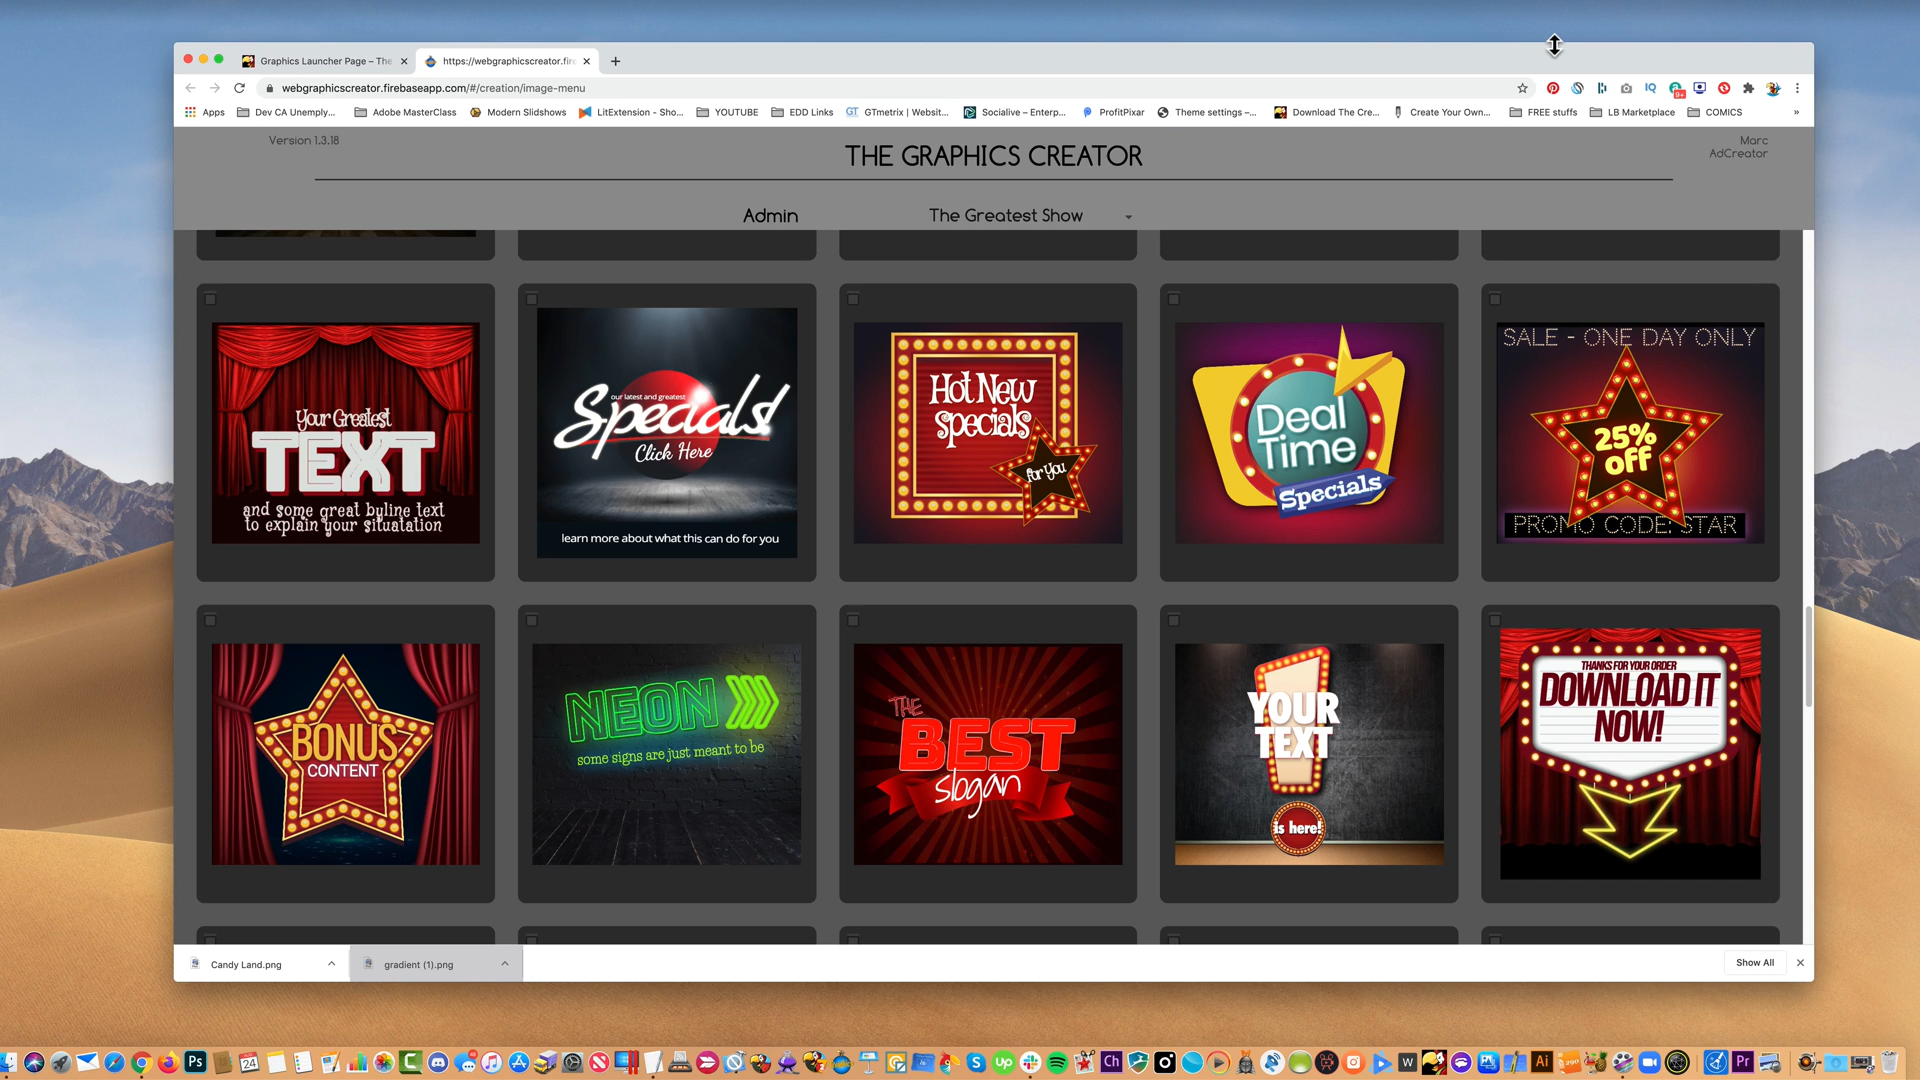 Graphics Launcher Page – The
https://webgraphicscreator.fire
webgraphicscreator.firebaseapp.com/#/creation/image-menu
Apps
Dev CA Unemply...
Adobe MasterClass
Modern Slideshows
LitExtension - Sho...
YOUTUBE
EDD Links
GT GTmetrix | Websit...
Socialive – Enterp...
ProfitPixar
Theme settings –...
Download The Cre...
Create Your Own...
FREE stuffs
LB Marketplace
COMICS
»
Version 1.3.18
THE GRAPHICS CREATOR
Marc
AdCreator
Admin
The Greatest Show
Your Greatest
TEXT
and some great byline text
to explain your situatation
our latest and greatest
Specials!
Click Here
learn more about what this can do for you
Hot New
specials
for You
Deal
Time
Specials
SALE - ONE DAY ONLY
25%
OFF
PROMO CODE: STAR
BONUS
CONTENT
NEON
some signs are just meant to be
THE
BEST
slogan
YOUR
TEXT
is here!
THANKS FOR YOUR ORDER
DOWNLOAD IT
NOW!
Candy Land.png
gradient (1).png
Show All